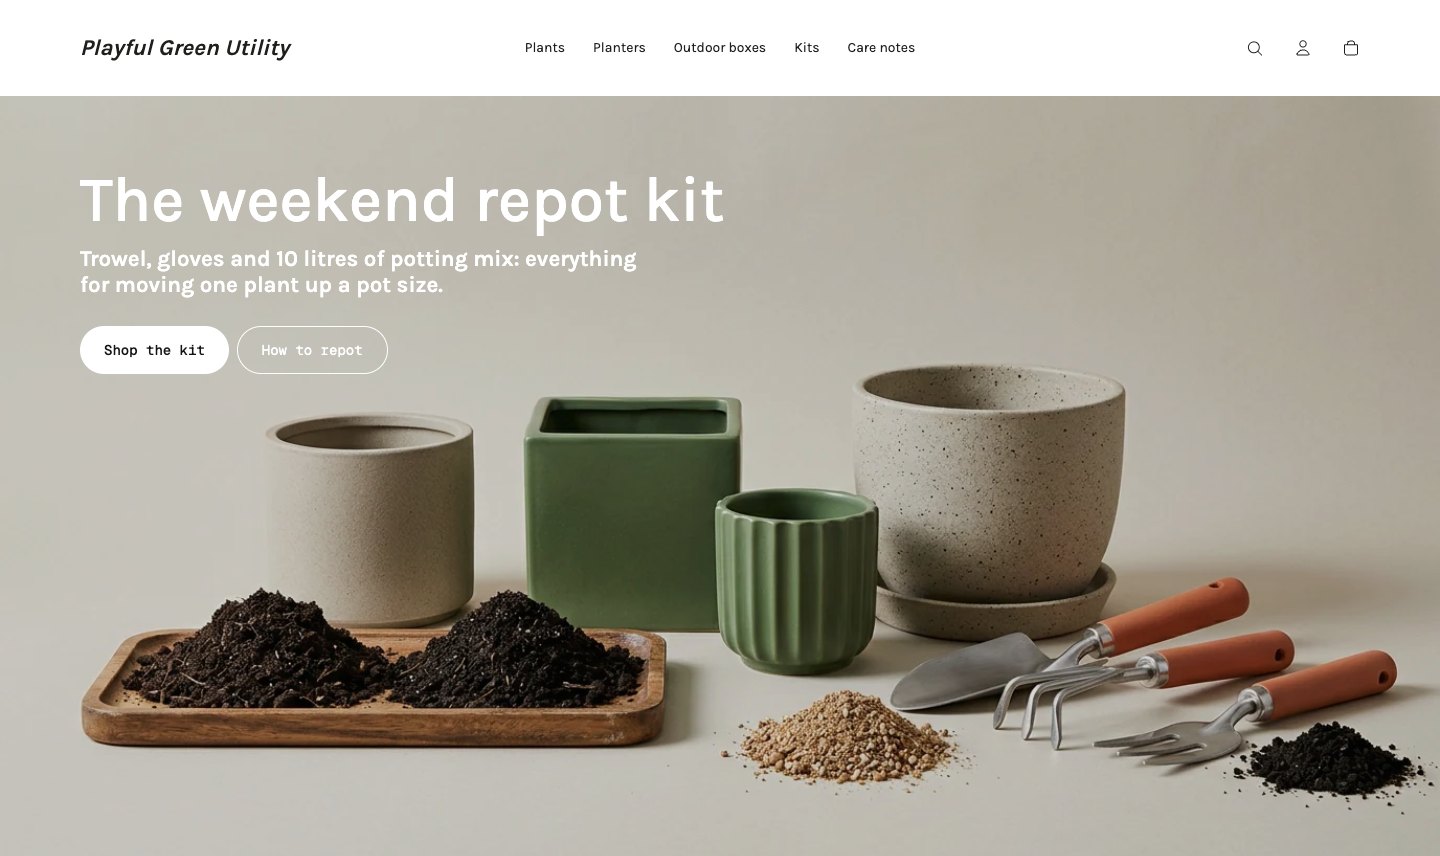 Playful Green Utility
Plants
Planters
Outdoor boxes
Kits
Care notes
The weekend repot kit
Trowel, gloves and 10 litres of potting mix: everything
for moving one plant up a pot size.
Shop the kit
How to repot